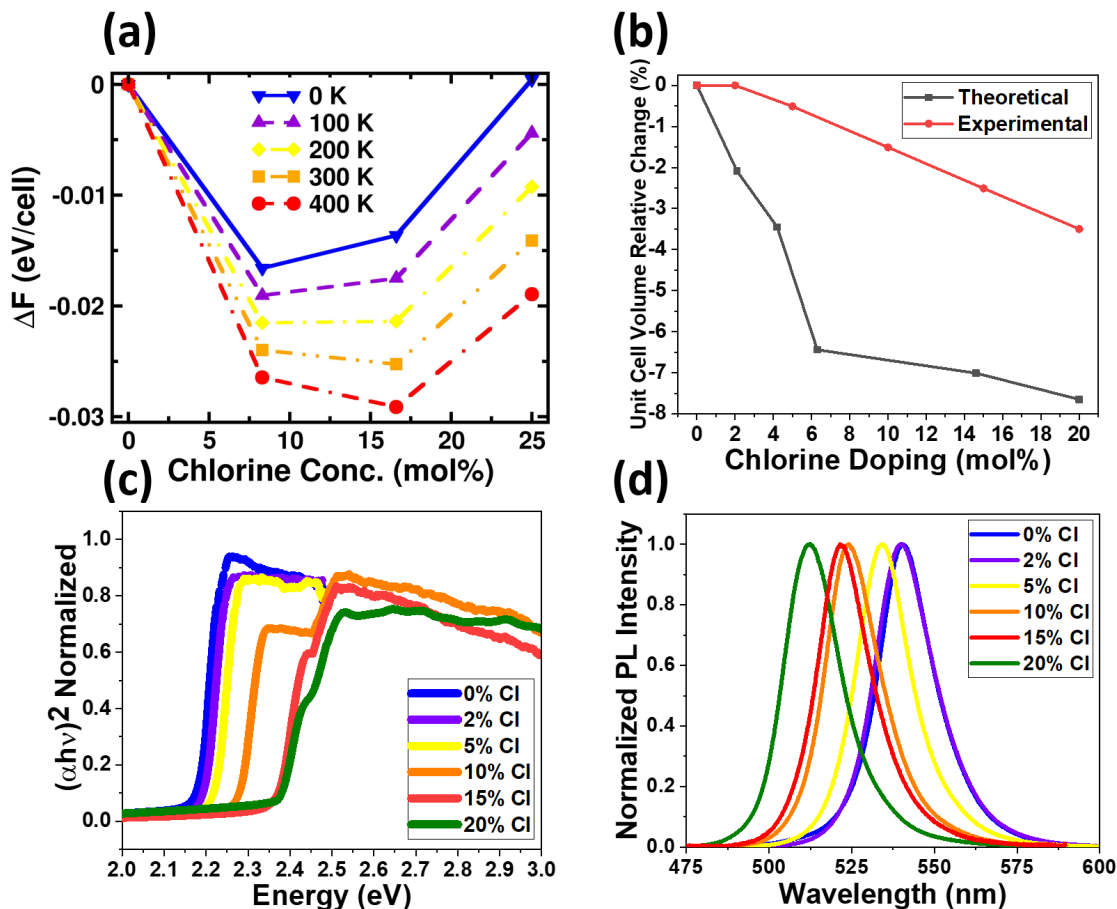 (a)
0
-0.01
-0.02
-0.03
ΔF (eV/cell)
0 K
100 K
200 K
300 K
400 K
0 5 10 15 20 25
Chlorine Conc. (mol%)
(b)
0
-1
-2
-3
-4
-5
-6
-7
-8
Unit Cell Volume Relative Change (%)
Theoretical
Experimental
0 2 4 6 8 10 12 14 16 18 20
Chlorine Doping (mol%)
(c)
1.0
0.8
0.6
0.4
0.2
0.0
(αhν)2 Normalized
0% Cl
2% Cl
5% Cl
10% Cl
15% Cl
20% Cl
2.0 2.1 2.2 2.3 2.4 2.5 2.6 2.7 2.8 2.9 3.0
Energy (eV)
(d)
1.0
0.8
0.6
0.4
0.2
0.0
Normalized PL Intensity
0% Cl
2% Cl
5% Cl
10% Cl
15% Cl
20% Cl
475 500 525 550 575 600
Wavelength (nm)